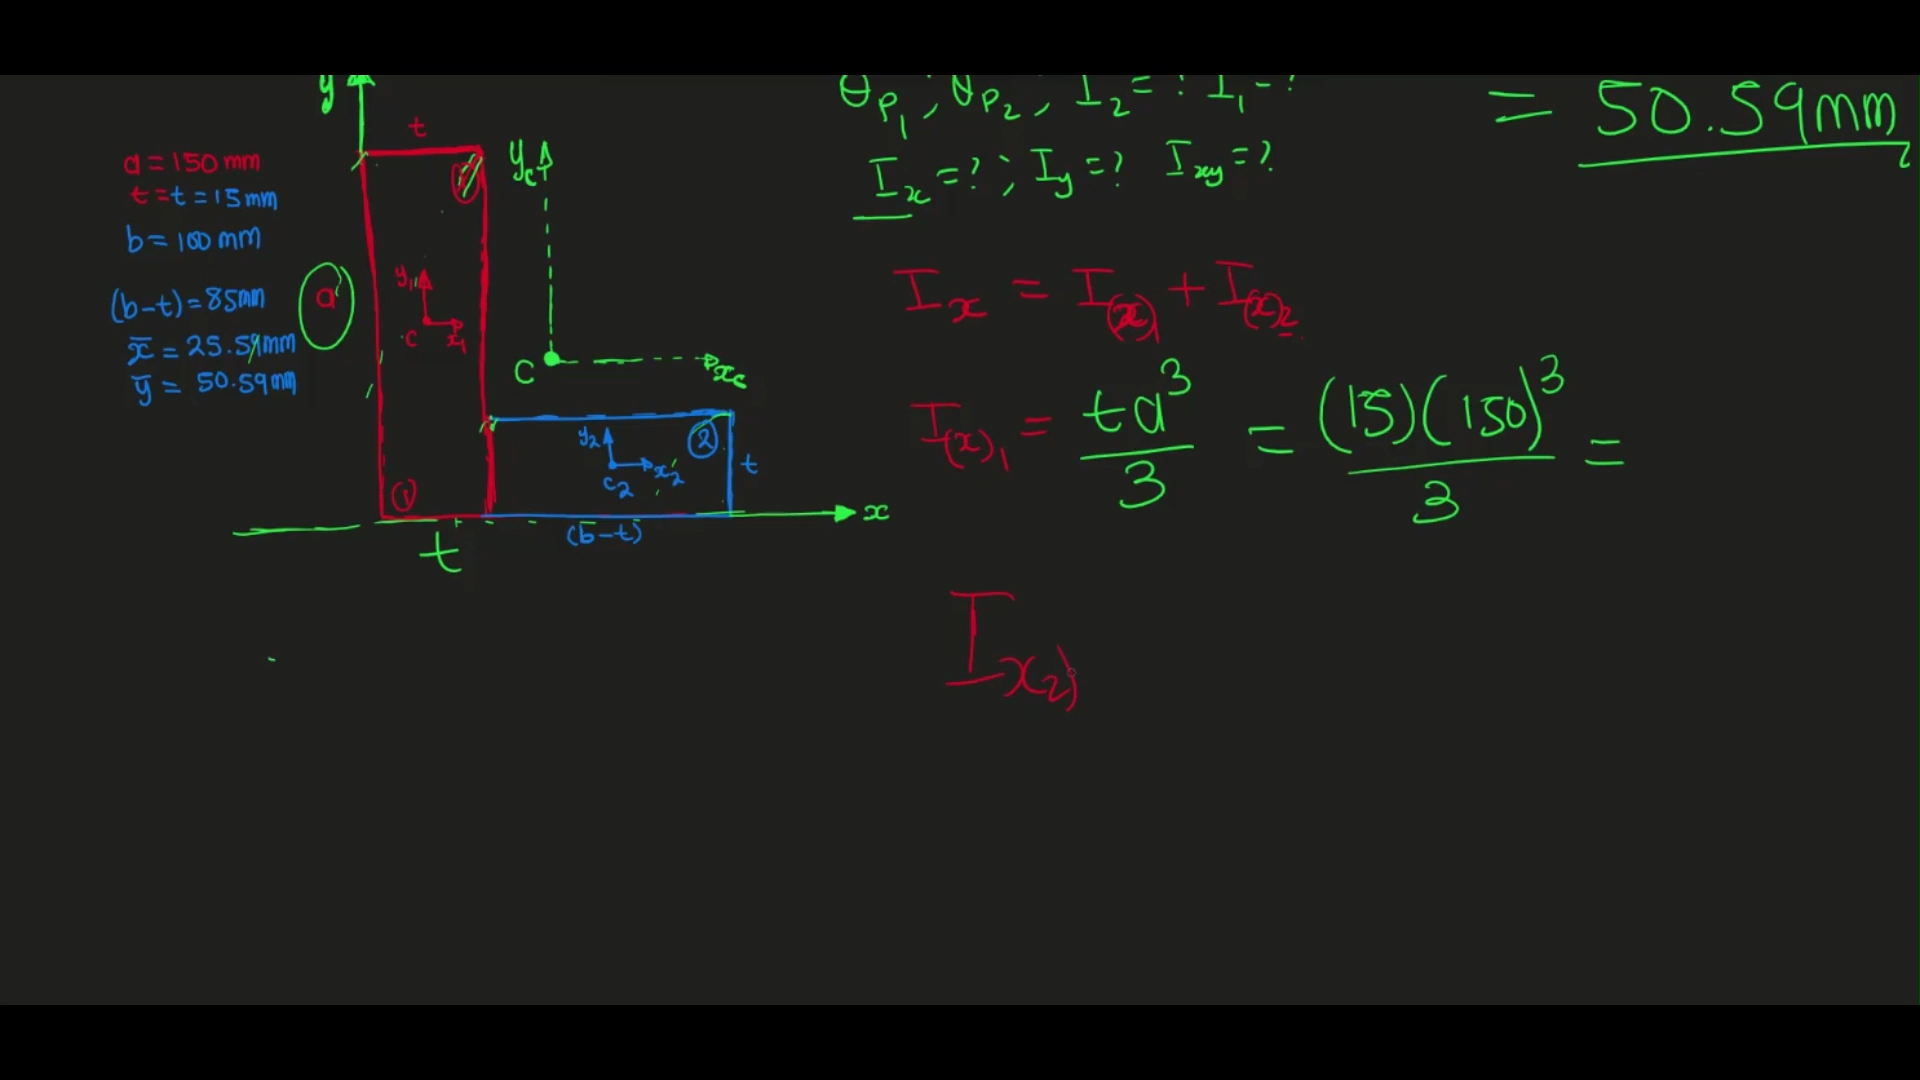 y
θP₁, θP₂, I₂ = ? I₁ = ?
= 50.59mm
t
a = 150 mm
yc
Ix = ? ; Iy = ? Ixy = ?
t = t = 15mm
b = 100 mm
(b-t) = 85mm
a
y₁
Ix = I(x)₁ + I(x)₂
x̄ = 25.59mm
c x₁
ȳ = 50.59mm
C xc
I(x)₁ = ta³/3 = (15)(150)³/3 =
y₂ ②
c₂ x₂ t
①
x
t (b-t)
Ix₂)